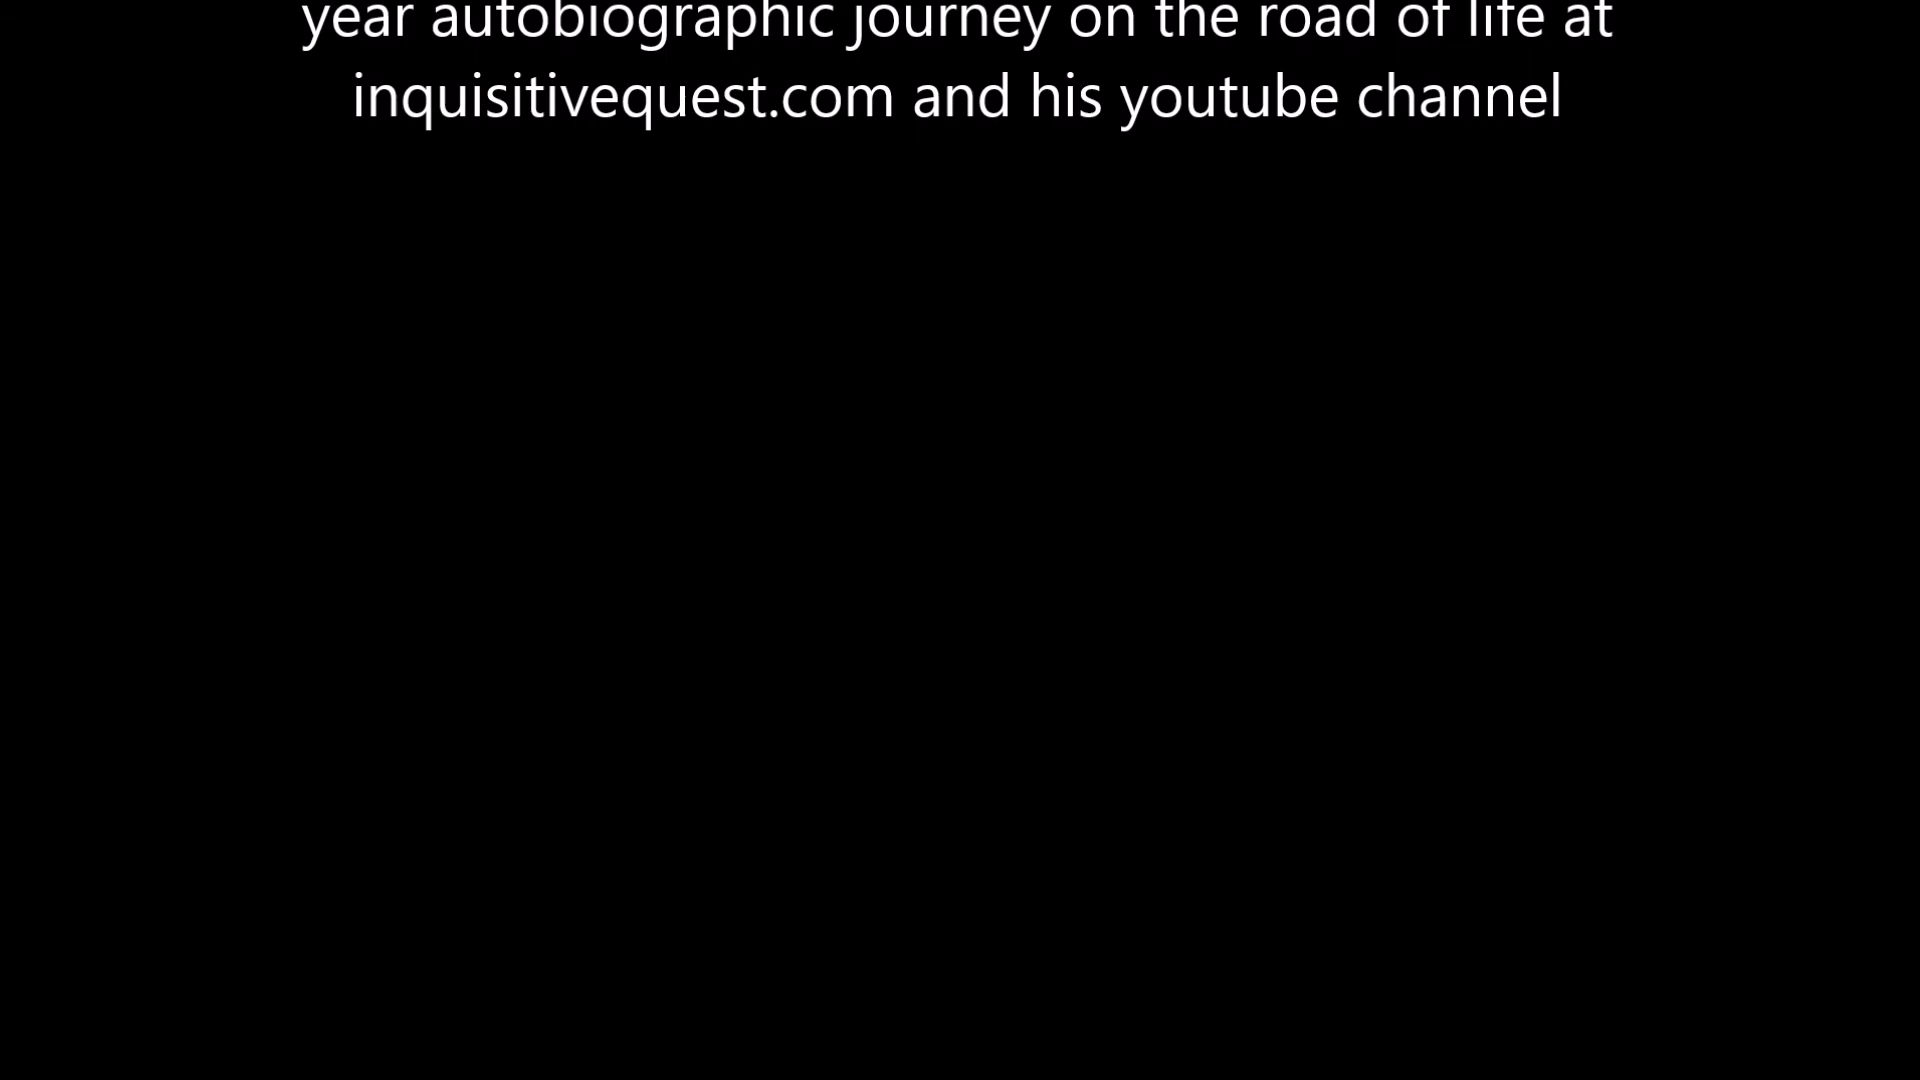 year autobiographic journey on the road of life at
inquisitivequest.com and his youtube channel